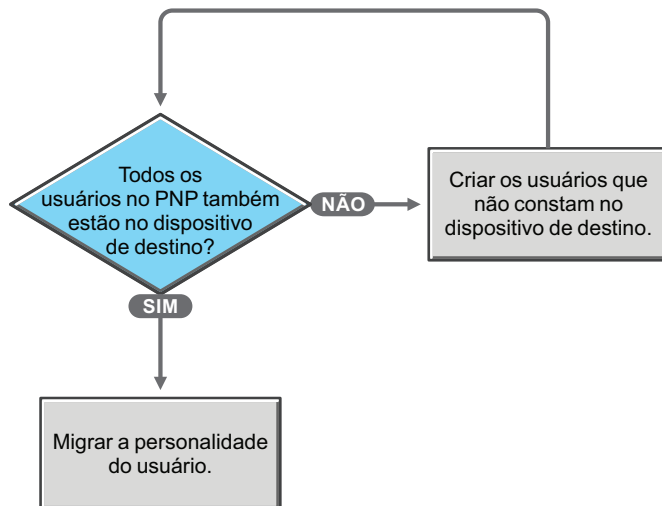 Todos os
usuários no PNP também
estão no dispositivo
de destino?
NÃO
Criar os usuários que
não constam no
dispositivo de destino.
SIM
Migrar a personalidade
do usuário.